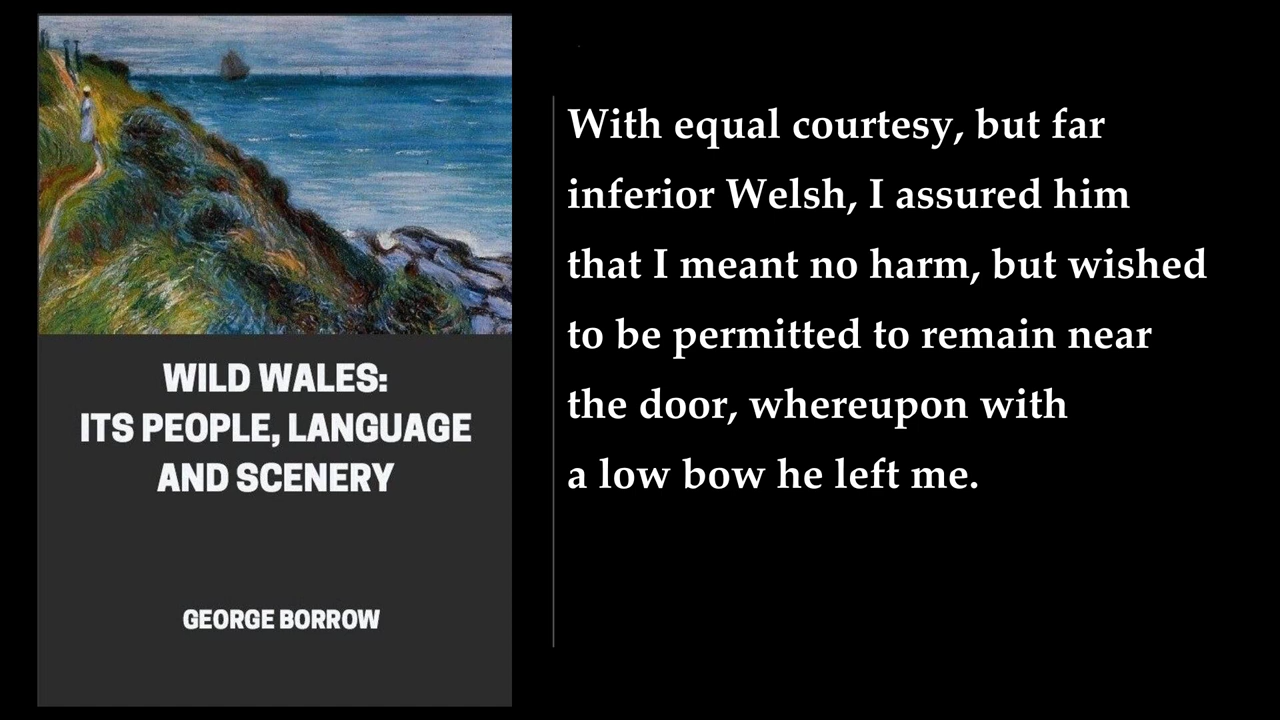 WILD WALES:
ITS PEOPLE, LANGUAGE
AND SCENERY
GEORGE BORROW
With equal courtesy, but far
inferior Welsh, I assured him
that I meant no harm, but wished
to be permitted to remain near
the door, whereupon with
a low bow he left me.